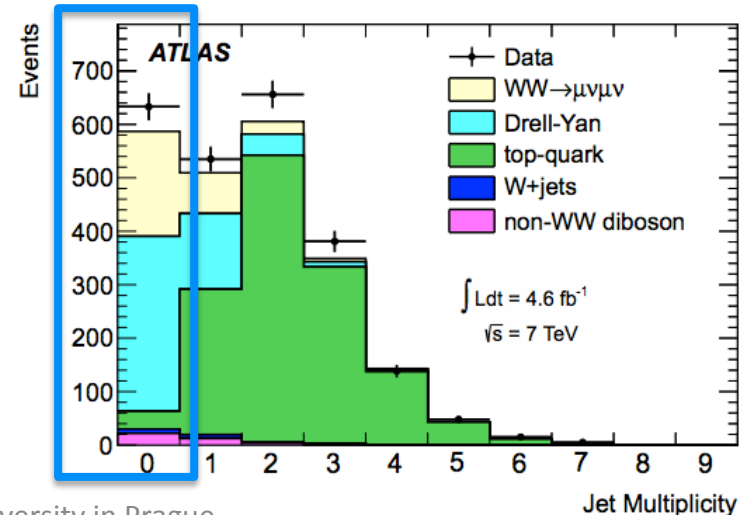 Events
ATLAS
700
600
500
400
300
200
100
0
Data
WW→μνμν
Drell-Yan
top-quark
W+jets
non-WW diboson
∫Ldt = 4.6 fb⁻¹
√s = 7 TeV
0 1 2 3 4 5 6 7 8 9
Jet Multiplicity
versity in Prague